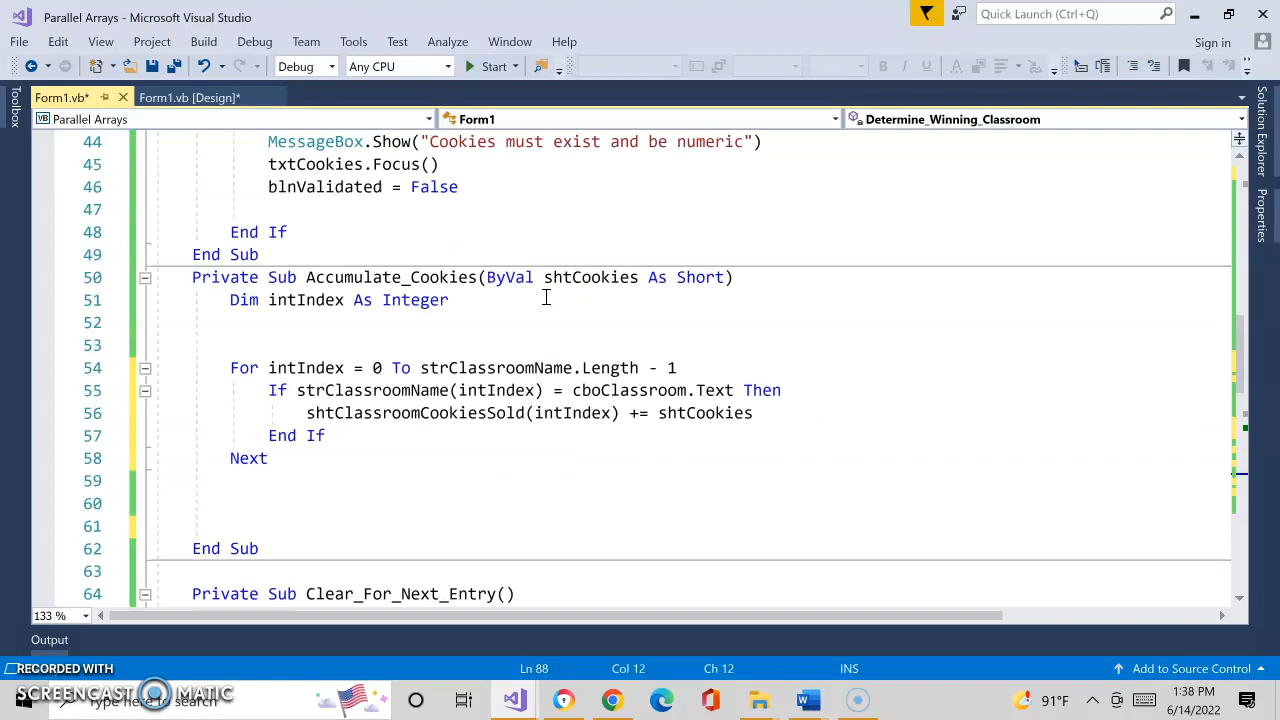 Parallel Arrays - Microsoft Visual Studio
Quick Launch (Ctrl+Q)
File Edit View Project Build Debug Team Tools Test Analyze Window Help
Sign in
Debug Any CPU Start
Toolbox
Form1.vb* Form1.vb [Design]*
Solution Explorer
Properties
VB Parallel Arrays Form1 Determine_Winning_Classroom
44 MessageBox.Show("Cookies must exist and be numeric")
45 txtCookies.Focus()
46 blnValidated = False
47
48 End If
49 End Sub
50 Private Sub Accumulate_Cookies(ByVal shtCookies As Short)
51 Dim intIndex As Integer
52
53
54 For intIndex = 0 To strClassroomName.Length - 1
55 If strClassroomName(intIndex) = cboClassroom.Text Then
56 shtClassroomCookiesSold(intIndex) += shtCookies
57 End If
58 Next
59
60
61
62 End Sub
63
64 Private Sub Clear_For_Next_Entry()
133 %
Output
Ln 88 Col 12 Ch 12 INS Add to Source Control
RECORDED WITH
SCREENCAST MATIC
Type here to search
91°F
1:38 PM
6/14/2022